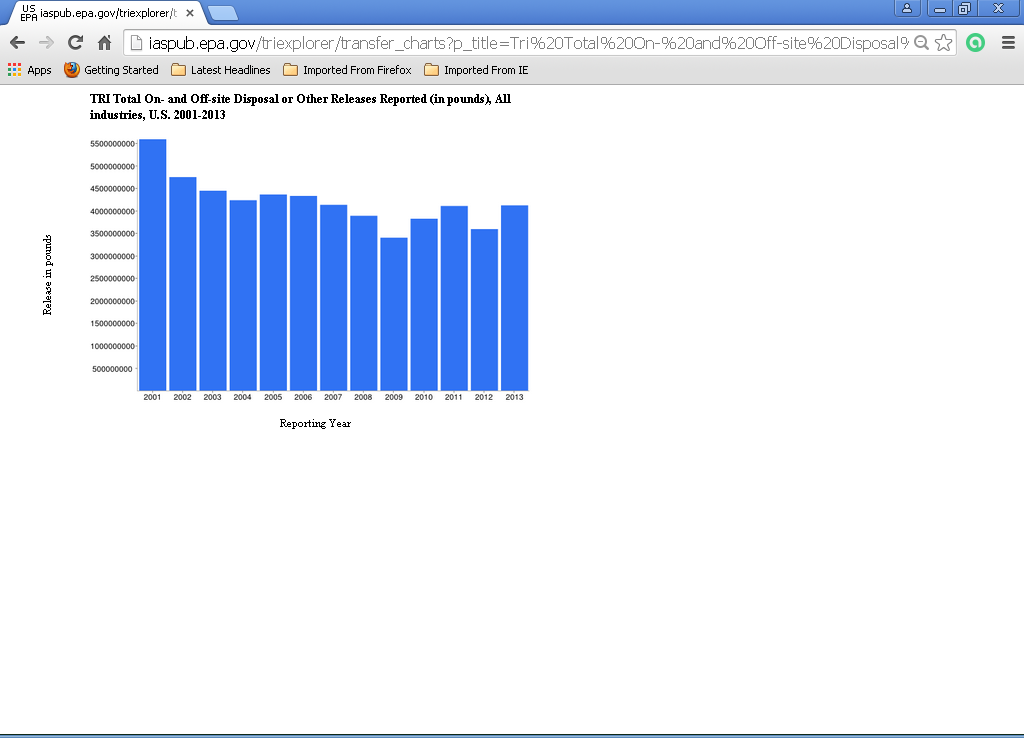 US
EPA iaspub.epa.gov/triexplorer/t
iaspub.epa.gov/triexplorer/transfer_charts?p_title=Tri%20Total%20On-%20and%20Off-site%20Disposal%
Apps Getting Started Latest Headlines Imported From Firefox Imported From IE
TRI Total On- and Off-site Disposal or Other Releases Reported (in pounds), All
industries, U.S. 2001-2013
5500000000
5000000000
4500000000
4000000000
3500000000
3000000000
2500000000
2000000000
1500000000
1000000000
500000000
Release in pounds
2001 2002 2003 2004 2005 2006 2007 2008 2009 2010 2011 2012 2013
Reporting Year